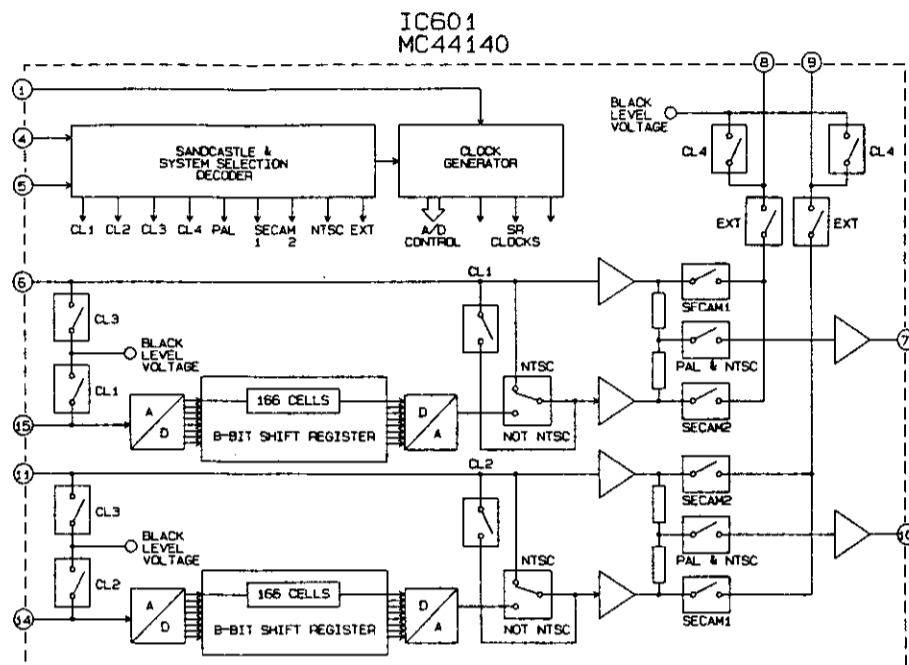 IC601
MC44140
1
8
9
4
5
SANDCASTLE &
SYSTEM SELECTION
DECODER
CLOCK
GENERATOR
BLACK
LEVEL
VOLTAGE
CL4
CL4
CL1 CL2 CL3 CL4 PAL SECAM 1 SECAM 2 NTSC EXT
A/D
CONTROL
SR
CLOCKS
EXT
EXT
6
CL3
BLACK
LEVEL
VOLTAGE
CL1
CL1
SECAM1
7
15
A
D
166 CELLS
8-BIT SHIFT REGISTER
D
A
NTSC
NOT NTSC
PAL & NTSC
SECAM2
11
CL3
BLACK
LEVEL
VOLTAGE
CL2
CL2
SECAM2
10
14
A
D
166 CELLS
8-BIT SHIFT REGISTER
D
A
NTSC
NOT NTSC
PAL & NTSC
SECAM1